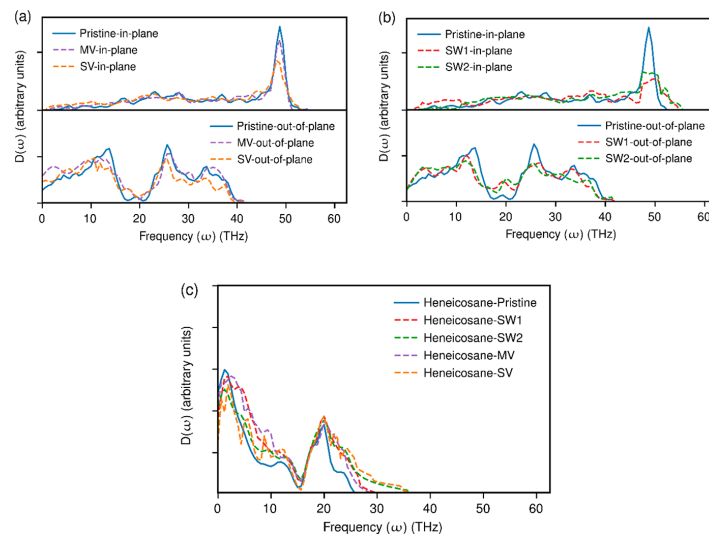 (a)
Pristine-in-plane
MV-in-plane
SV-in-plane
Pristine-out-of-plane
MV-out-of-plane
SV-out-of-plane
D(ω) (arbitrary units)
0 10 20 30 40 50 60
Frequency (ω) (THz)
(b)
Pristine-in-plane
SW1-in-plane
SW2-in-plane
Pristine-out-of-plane
SW1-out-of-plane
SW2-out-of-plane
D(ω) (arbitrary units)
0 10 20 30 40 50 60
Frequency (ω) (THz)
(c)
Heneicosane-Pristine
Heneicosane-SW1
Heneicosane-SW2
Heneicosane-MV
Heneicosane-SV
D(ω) (arbitrary units)
0 10 20 30 40 50 60
Frequency (ω) (THz)